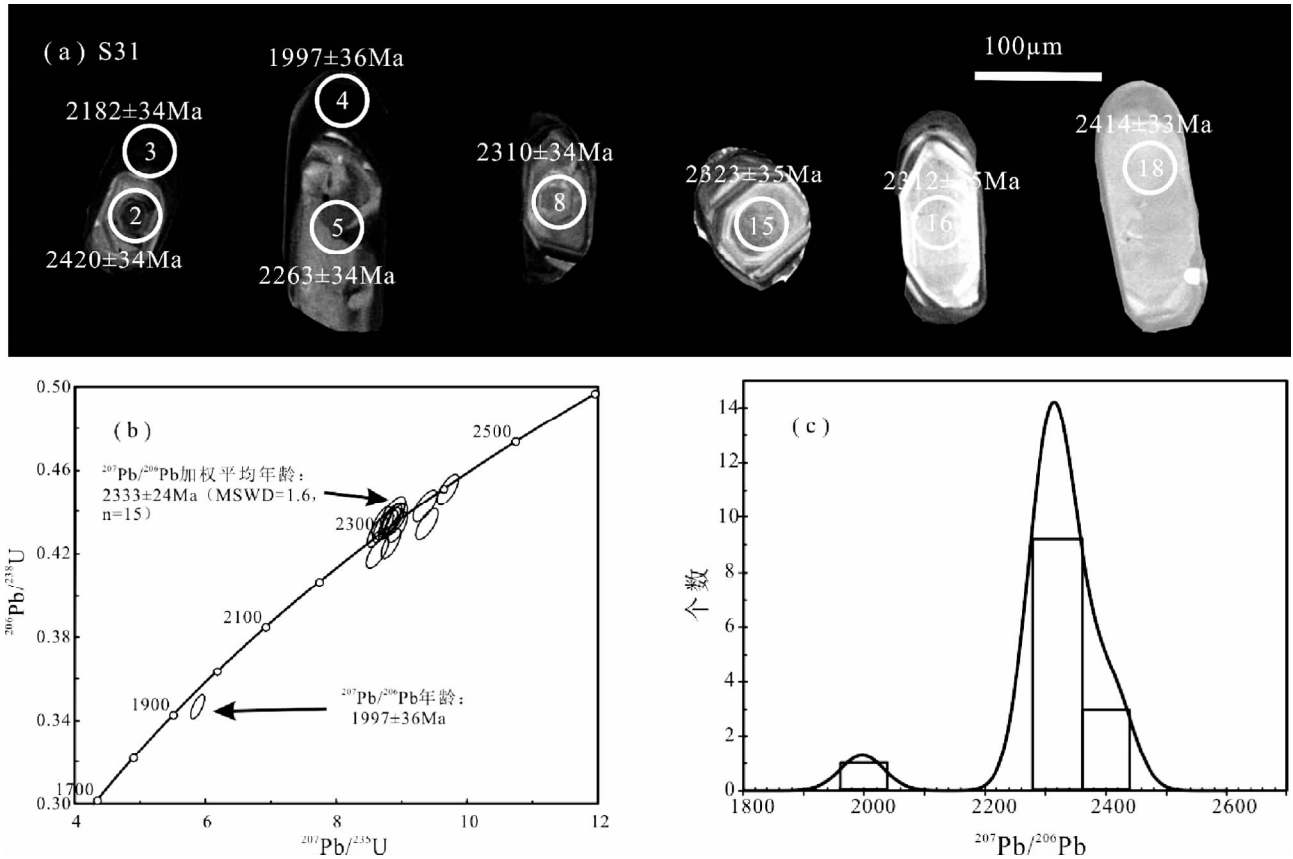 (a) S31
1997±36Ma
100μm
2182±34Ma
4
2414±33Ma
3
2310±34Ma
2323±35Ma
18
8
2
5
15
16
2420±34Ma
2263±34Ma
(b)
²⁰⁷Pb/²⁰⁶Pb加权平均年龄:
2333±24Ma(MSWD=1.6,
n=15)
2500
2300
2100
1900
1700
²⁰⁷Pb/²⁰⁶Pb年龄:
1997±36Ma
0.50
0.46
0.42
0.38
0.34
0.30
²⁰⁶Pb/²³⁸U
4
6
8
10
12
²⁰⁷Pb/²³⁵U
(c)
14
12
10
8
6
4
2
0
个数
1800
2000
2200
2400
2600
²⁰⁷Pb/²⁰⁶Pb